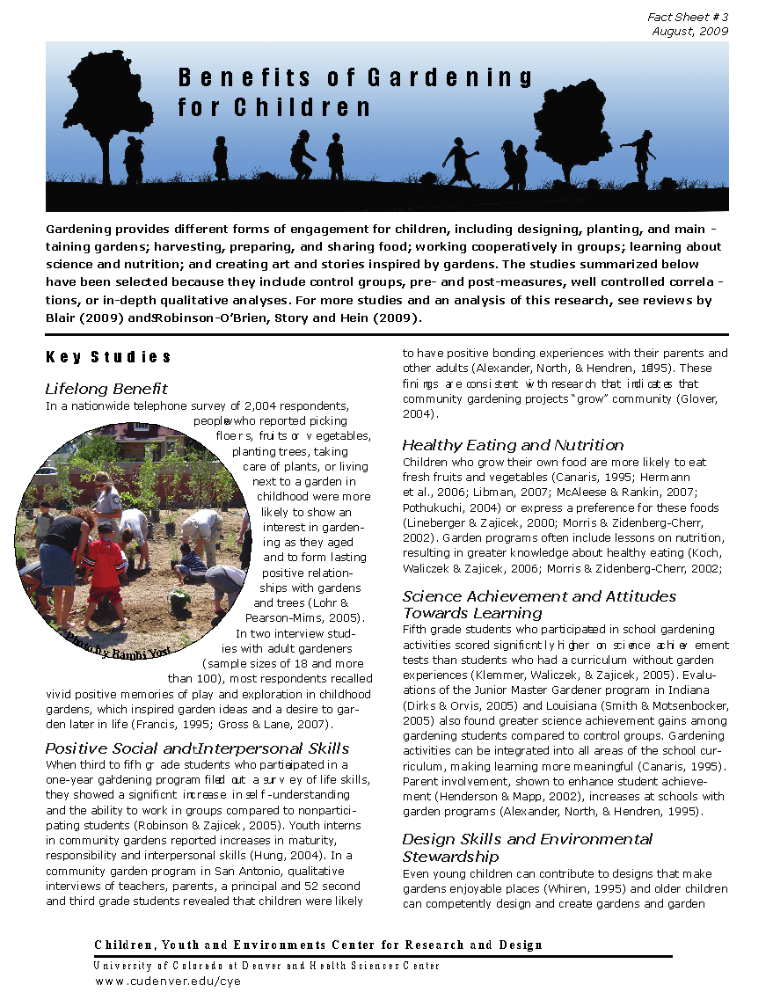 Fact Sheet #3
August, 2009
Benefits of Gardening
for Children
Gardening provides different forms of engagement for children, including designing, planting, and main -
taining gardens; harvesting, preparing, and sharing food; working cooperatively in groups; learning about
science and nutrition; and creating art and stories inspired by gardens. The studies summarized below
have been selected because they include control groups, pre- and post-measures, well controlled correla -
tions, or in-depth qualitative analyses. For more studies and an analysis of this research, see reviews by
Blair (2009) and Robinson-O’Brien, Story and Hein (2009).
Key Studies
Lifelong Benefit
In a nationwide telephone survey of 2,004 respondents,
people who reported picking
flowers, fruits or vegetables,
planting trees, taking
care of plants, or living
next to a garden in
childhood were more
likely to show an
interest in garden-
ing as they aged
and to form lasting
positive relation-
ships with gardens
and trees (Lohr &
Pearson-Mims, 2005).
In two interview stud-
ies with adult gardeners
(sample sizes of 18 and more
than 100), most respondents recalled
vivid positive memories of play and exploration in childhood
gardens, which inspired garden ideas and a desire to gar-
den later in life (Francis, 1995; Gross & Lane, 2007).
Photo by Bambi Yost
Positive Social and Interpersonal Skills
When third to fifth grade students who participated in a
one-year gardening program filled out a survey of life skills,
they showed a significant increase in self-understanding
and the ability to work in groups compared to nonpartici-
pating students (Robinson & Zajicek, 2005). Youth interns
in community gardens reported increases in maturity,
responsibility and interpersonal skills (Hung, 2004). In a
community garden program in San Antonio, qualitative
interviews of teachers, parents, a principal and 52 second
and third grade students revealed that children were likely
to have positive bonding experiences with their parents and
other adults (Alexander, North, & Hendren, 1995). These
findings are consistent with research that indicates that
community gardening projects “grow” community (Glover,
2004).
Healthy Eating and Nutrition
Children who grow their own food are more likely to eat
fresh fruits and vegetables (Canaris, 1995; Hermann
et al., 2006; Libman, 2007; McAleese & Rankin, 2007;
Pothukuchi, 2004) or express a preference for these foods
(Lineberger & Zajicek, 2000; Morris & Zidenberg-Cherr,
2002). Garden programs often include lessons on nutrition,
resulting in greater knowledge about healthy eating (Koch,
Waliczek & Zajicek, 2006; Morris & Zidenberg-Cherr, 2002;
Science Achievement and Attitudes
Towards Learning
Fifth grade students who participated in school gardening
activities scored significantly higher on science achievement
tests than students who had a curriculum without garden
experiences (Klemmer, Waliczek, & Zajicek, 2005). Evalu-
ations of the Junior Master Gardener program in Indiana
(Dirks & Orvis, 2005) and Louisiana (Smith & Motsenbocker,
2005) also found greater science achievement gains among
gardening students compared to control groups. Gardening
activities can be integrated into all areas of the school cur-
riculum, making learning more meaningful (Canaris, 1995).
Parent involvement, shown to enhance student achieve-
ment (Henderson & Mapp, 2002), increases at schools with
garden programs (Alexander, North, & Hendren, 1995).
Design Skills and Environmental
Stewardship
Even young children can contribute to designs that make
gardens enjoyable places (Whiren, 1995) and older children
can competently design and create gardens and garden
Children, Youth and Environments Center for Research and Design
University of Colorado at Denver and Health Sciences Center
www.cudenver.edu/cye